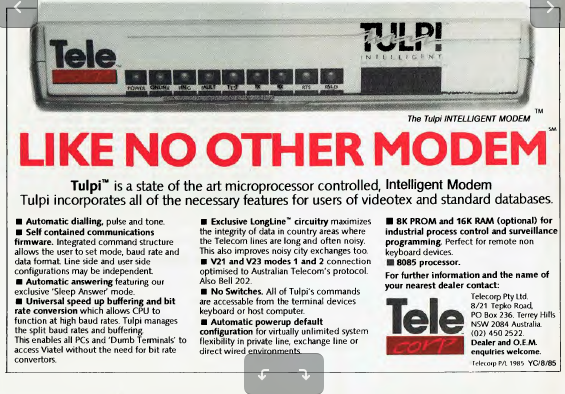 Tele
TULPI
INTELLIGENT
POWER ONLINE RING
RTS
The Tulpi INTELLIGENT MODEM™
LIKE NO OTHER MODEM℠
Tulpi™ is a state of the art microprocessor controlled, Intelligent Modem
Tulpi incorporates all of the necessary features for users of videotex and standard databases.
■ Automatic dialling, pulse and tone.
■ Self contained communications
firmware. Integrated command structure
allows the user to set mode, baud rate and
data format. Line side and user side
configurations may be independent.
■ Automatic answering featuring our
exclusive 'Sleep Answer' mode.
■ Universal speed up buffering and bit
rate conversion which allows CPU to
function at high baud rates. Tulpi manages
the split baud rates and buffering.
This enables all PCs and 'Dumb Terminals' to
access Viatel without the need for bit rate
convertors.
■ Exclusive LongLine™ circuitry maximizes
the integrity of data in country areas where
the Telecom lines are long and often noisy.
This also improves noisy city exchanges too.
■ V21 and V23 modes 1 and 2 connection
optimised to Australian Telecom's protocol.
Also Bell 202.
■ No Switches. All of Tulpi's commands
are accessable from the terminal devices
keyboard or host computer.
■ Automatic powerup default
configuration for virtually unlimited system
flexibility in private line, exchange line or
direct wired environments.
■ 8K PROM and 16K RAM (optional) for
industrial process control and surveillance
programming. Perfect for remote non
keyboard devices.
■ 8085 processor.
For further information and the name of
your nearest dealer contact:
Tele
corp
Telecorp Pty Ltd.
8/21 Tepko Road,
PO Box 236. Terrey Hills
NSW 2084 Australia.
(02) 450 2522.
Dealer and O.E.M.
enquiries welcome.
Telecorp P/L 1985 YC/8/85